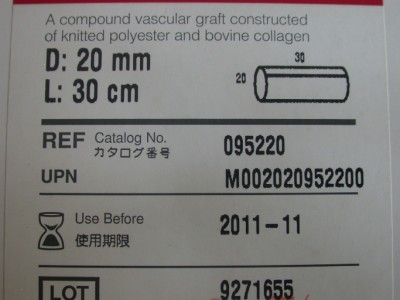 A compound vascular graft constructed
of knitted polyester and bovine collagen
D: 20 mm
L: 30 cm
30
20
REF Catalog No. 095220
カタログ番号
UPN M002020952200
Use Before 2011-11
使用期限
LOT 9271655